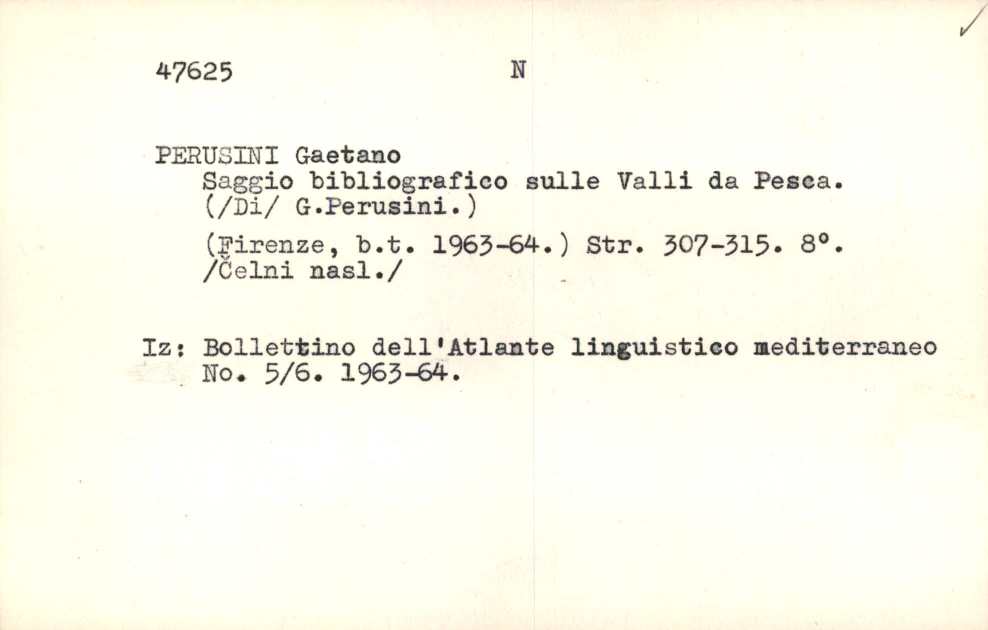 47625 N
PERUSINI Gaetano
Saggio bibliografico sulle Valli da Pesca.
(/Di/ G.Perusini.)
(Firenze, b.t. 1963-64.) Str. 307-315. 8°.
/Čelni nasl./
Iz: Bollettino dell'Atlante linguistico mediterraneo
No. 5/6. 1963-64.